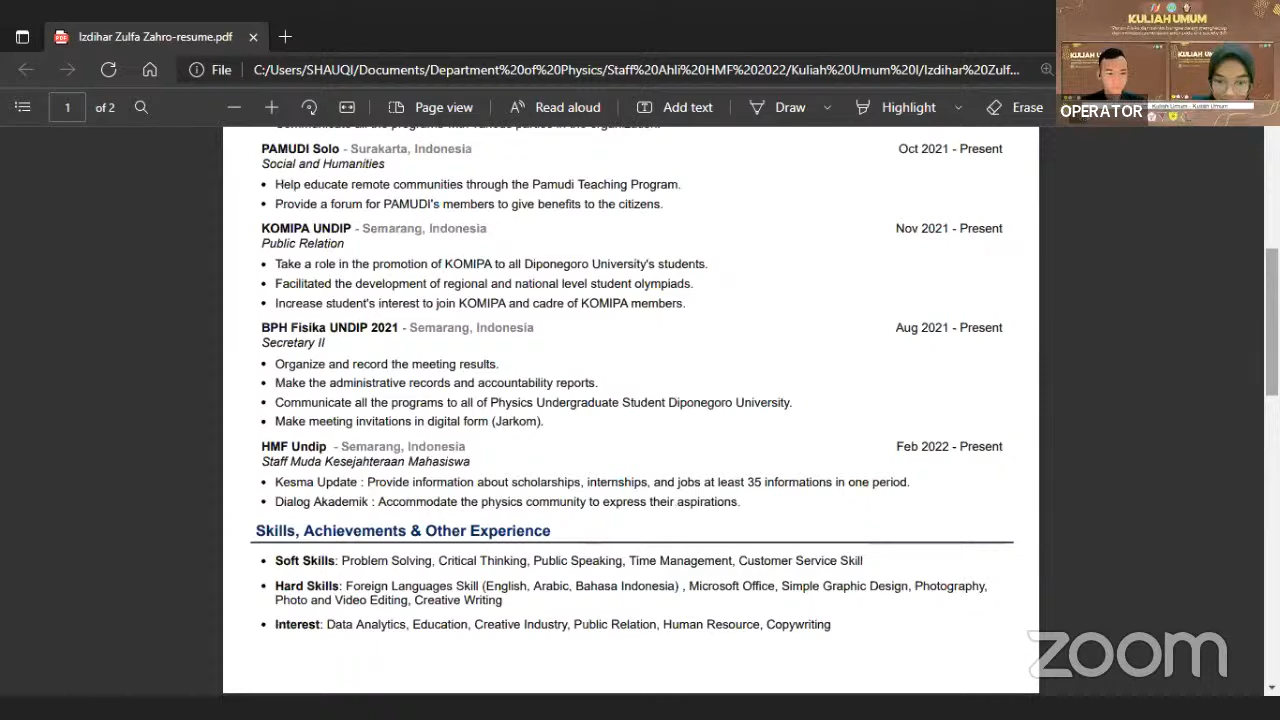 Izdihar Zulfa Zahro-resume.pdf
File
C:/Users/SHAUQI/Documents/Department%20of%20Physics/Staff%20Ahli%20HMF%202022/Kuliah%20Umum%20/Izdihar%20Zulf...
1 of 2
Page view
Read aloud
Add text
Draw
Highlight
Erase
KULIAH UMUM
OPERATOR
Communicate all the programs with various parties in the organization.
PAMUDI Solo - Surakarta, Indonesia Oct 2021 - Present
Social and Humanities
• Help educate remote communities through the Pamudi Teaching Program.
• Provide a forum for PAMUDI's members to give benefits to the citizens.
KOMIPA UNDIP - Semarang, Indonesia Nov 2021 - Present
Public Relation
• Take a role in the promotion of KOMIPA to all Diponegoro University's students.
• Facilitated the development of regional and national level student olympiads.
• Increase student's interest to join KOMIPA and cadre of KOMIPA members.
BPH Fisika UNDIP 2021 - Semarang, Indonesia Aug 2021 - Present
Secretary II
• Organize and record the meeting results.
• Make the administrative records and accountability reports.
• Communicate all the programs to all of Physics Undergraduate Student Diponegoro University.
• Make meeting invitations in digital form (Jarkom).
HMF Undip - Semarang, Indonesia Feb 2022 - Present
Staff Muda Kesejahteraan Mahasiswa
• Kesma Update : Provide information about scholarships, internships, and jobs at least 35 informations in one period.
• Dialog Akademik : Accommodate the physics community to express their aspirations.
Skills, Achievements & Other Experience
• Soft Skills: Problem Solving, Critical Thinking, Public Speaking, Time Management, Customer Service Skill
• Hard Skills: Foreign Languages Skill (English, Arabic, Bahasa Indonesia) , Microsoft Office, Simple Graphic Design, Photography,
Photo and Video Editing, Creative Writing
• Interest: Data Analytics, Education, Creative Industry, Public Relation, Human Resource, Copywriting
zoom